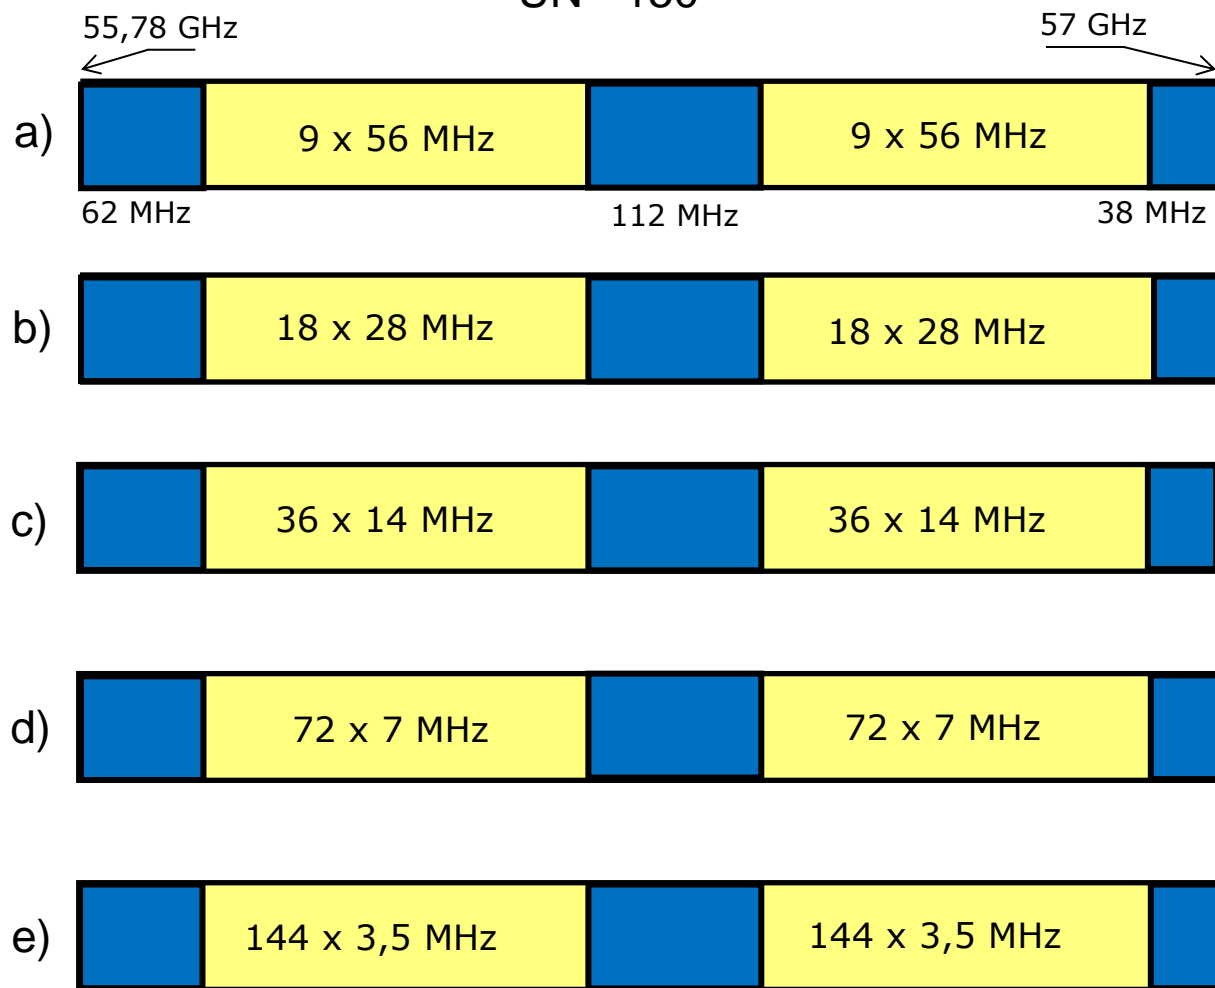 55,78 GHz
57 GHz
a)
9 x 56 MHz
9 x 56 MHz
62 MHz
112 MHz
38 MHz
b)
18 x 28 MHz
18 x 28 MHz
c)
36 x 14 MHz
36 x 14 MHz
d)
72 x 7 MHz
72 x 7 MHz
e)
144 x 3,5 MHz
144 x 3,5 MHz